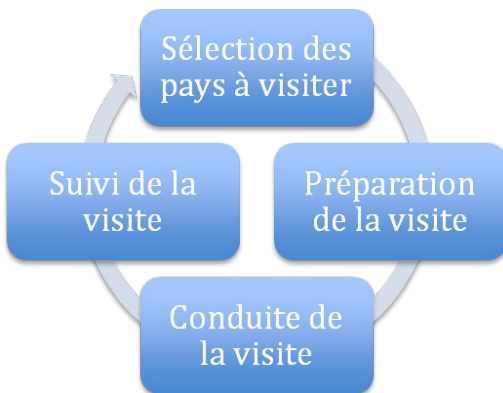 Sélection des
pays à visiter
Préparation
de la visite
Conduite de
la visite
Suivi de la
visite